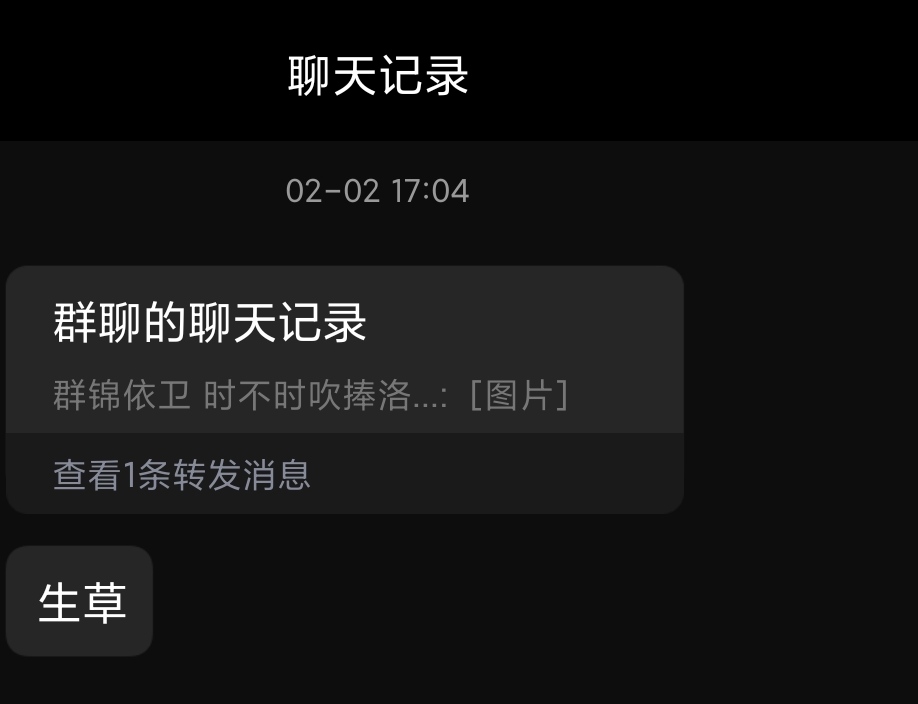 聊天记录
02-02 17:04
群聊的聊天记录
群锦依卫 时不时吹捧洛...: [图片]
查看1条转发消息
生草